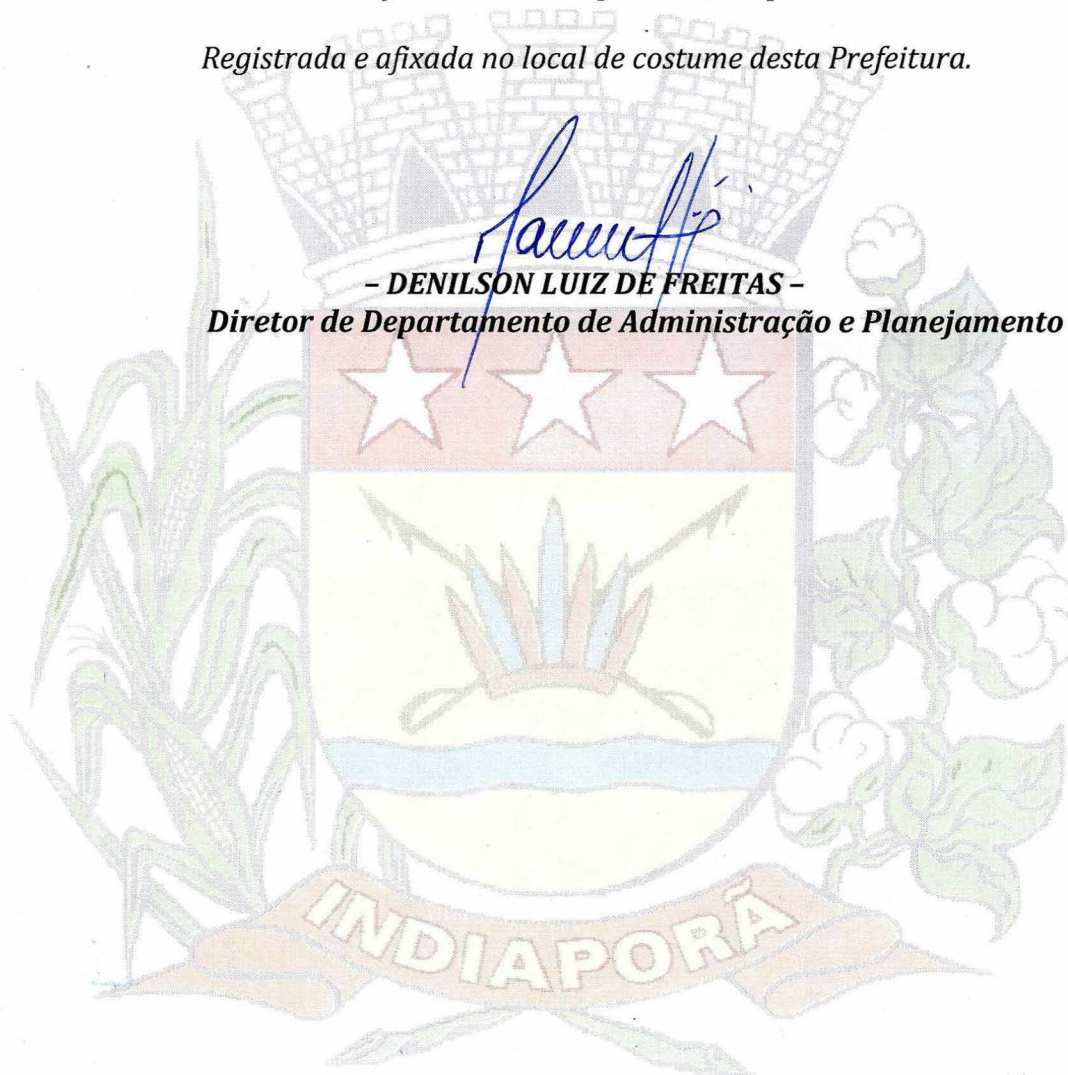 Registrada e afixada no local de costume desta Prefeitura.
– DENILSON LUIZ DE FREITAS –
Diretor de Departamento de Administração e Planejamento
INDIAPORÃ